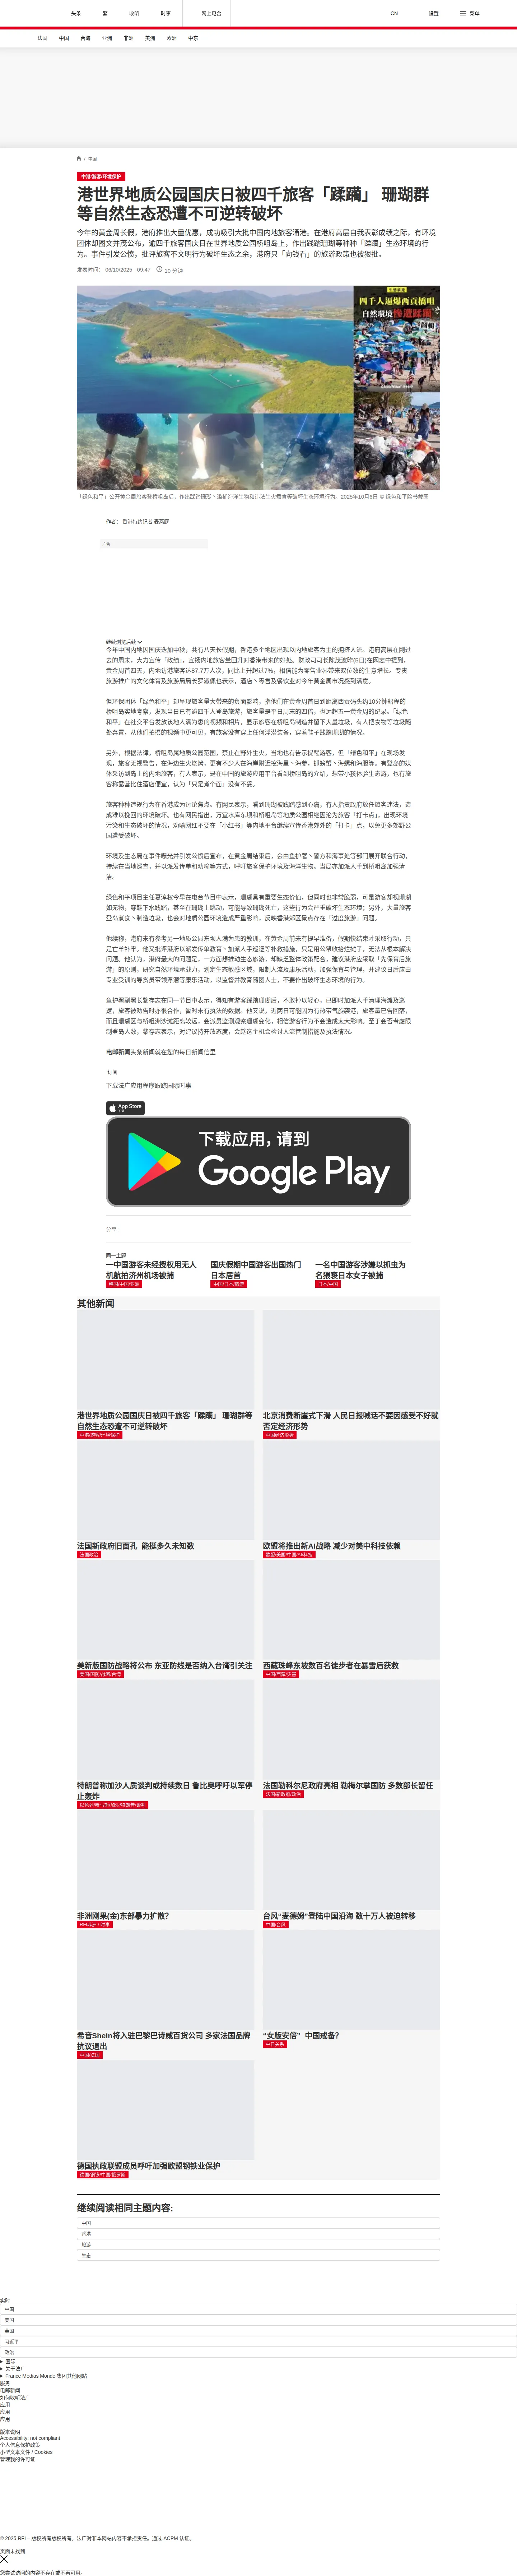 头条
繁
收听
时事
网上电台
CN
设置
菜单
法国
中国
台海
亚洲
非洲
美洲
欧洲
中东
/ 中国
中港/游客/环境保护
港世界地质公园国庆日被四千旅客「蹂躏」 珊瑚群
等自然生态恐遭不可逆转破坏
今年的黄金周长假，港府推出大量优惠，成功吸引大批中国内地旅客涌港。在港府高层自我表彰成绩之际，有环境
团体却图文并茂公布，逾四千旅客国庆日在世界地质公园桥咀岛上，作出践踏珊瑚等种种「蹂躏」生态环境的行
为。事件引发公愤，批评旅客不文明行为破坏生态之余，港府只「向钱看」的旅游政策也被狠批。
发表时间： 06/10/2025 - 09:47
10 分钟
四千人逼爆西貢橋咀
自然環境慘遭蹂躪
「绿色和平」公开黄金周旅客登桥咀岛后，作出踩踏珊瑚丶滥捕海洋生物和违法生火煮食等破坏生态环境行为。2025年10月6日 © 绿色和平脸书截图
作者： 香港特约记者 麦燕庭
广告
继续浏览后续
今年中国内地因国庆迭加中秋，共有八天长假期，香港多个地区出现以内地旅客为主的拥挤人流。港府高层在刚过
去的周末，大力宣传「政绩」，宣扬内地旅客量回升对香港带来的好处。财政司司长陈茂波昨(5日)在网志中提到，
黄金周首四天，内地访港旅客达87.7万人次，同比上升超过7%，相信能为零售业界带来双位数的生意增长。专责
旅游推广的文化体育及旅游局局长罗淑佩也表示，酒店丶零售及餐饮业对今年黄金周市况感到满意。
但环保团体「绿色和平」却呈现旅客量大带来的负面影响。指他们在黄金周首日到距离西贡码头约10分钟船程的
桥咀岛实地考察，发现当日已有逾四千人登岛旅游，旅客量是平日周末的四倍，也远超五一黄金周的纪录。「绿色
和平」在社交平台发放该地人满为患的视频和相片，显示旅客在桥咀岛制造并留下大量垃圾，有人把食物等垃圾随
处弃置，从他们拍摄的视频中更可见，有旅客没有穿上任何浮潜装备，穿着鞋子践踏珊瑚的情况。
另外，根据法律，桥咀岛属地质公园范围，禁止在野外生火，当地也有告示提醒游客，但「绿色和平」在现场发
现，旅客无视警告，在海边生火烧烤，更有不少人在海岸附近挖海星丶海参，抓螃蟹丶海螺和海胆等。有登岛的媒
体采访到岛上的内地旅客，有人表示，是在中国的旅游应用平台看到桥咀岛的介绍，想带小孩体验生态游，也有旅
客称露营比住酒店便宜，认为「只是煮个面」没有不妥。
旅客种种违规行为在香港成为讨论焦点。有网民表示，看到珊瑚被践踏感到心痛，有人指责政府放任旅客违法，造
成难以挽回的环境破坏。也有网民指出，万宜水库东坝和桥咀岛等地质公园相继因沦为旅客「打卡点」，出现环境
污染和生态破坏的情况，劝喻网红不要在「小红书」等内地平台继续宣传香港郊外的「打卡」点，以免更多郊野公
园遭受破坏。
环境及生态局在事件曝光并引发公愤后宣布，在黄金周结束后，会由鱼护署丶警方和海事处等部门展开联合行动，
持续在当地巡查，并以派发传单和劝喻等方式，呼吁旅客保护环境及海洋生物。当局亦加派人手到桥咀岛加强清
洁。
绿色和平项目主任夏淳权今早在电台节目中表示，珊瑚具有重要生态价值，但同时也非常脆弱，可是游客却视珊瑚
如无物，穿鞋下水践踏，甚至在珊瑚上跳动，可能导致珊瑚死亡，这些行为会严重破坏生态环境；另外，大量旅客
登岛煮食丶制造垃圾，也会对地质公园环境造成严重影响，反映香港郊区景点存在「过度旅游」问题。
他续称，港府未有参考另一地质公园东坝人满为患的教训，在黄金周前未有提早准备，假期快结束才采取行动，只
是亡羊补牢。他又批评港府以派发传单教育丶加派人手巡逻等补救措施，只是用公帑收拾烂摊子，无法从根本解决
问题。他认为，港府最大的问题是，一方面想推动生态旅游，却缺乏整体政策配合，建议港府应采取「先保育后旅
游」的原则，研究自然环境承载力，划定生态敏感区域，限制人流及康乐活动，加强保育与管理，并建议日后应由
专业受训的导赏员带领浮潜等康乐活动，以监督并教育随团人士，不要作出破坏生态环境的行为。
鱼护署副署长黎存志在同一节目中表示，得知有游客踩踏珊瑚后，不敢掉以轻心，已即时加派人手清理海滩及巡
逻，旅客被劝告时亦很合作，暂时未有执法的数据。他又说，近两日可能因为有热带气旋袭港，旅客量已告回落，
而且珊瑚区与桥咀洲沙滩距离较远，会派员监测观察珊瑚变化，相信游客行为不会造成太大影响。至于会否考虑限
制登岛人数，黎存志表示，对建议持开放态度，会趁这个机会检讨人流管制措施及执法情况。
电邮新闻头条新闻就在您的每日新闻信里
订阅
下载法广应用程序跟踪国际时事
App Store
下载
下载应用，请到
Google Play
分享 :
同一主题
一中国游客未经授权用无人
机航拍济州机场被捕
韩国/中国/亚洲
国庆假期中国游客出国热门
日本居首
中国/日本/旅游
一名中国游客涉嫌以抓虫为
名猥亵日本女子被捕
日本/中国
其他新闻
港世界地质公园国庆日被四千旅客「蹂躏」 珊瑚群等
自然生态恐遭不可逆转破坏
中港/游客/环境保护
北京消费断崖式下滑 人民日报喊话不要因感受不好就
否定经济形势
中国经济形势
法国新政府旧面孔 能挺多久未知数
法国政治
欧盟将推出新AI战略 减少对美中科技依赖
欧盟/美国/中国/AI/科技
美新版国防战略将公布 东亚防线是否纳入台湾引关注
美国/国防/战略/台湾
西藏珠峰东坡数百名徒步者在暴雪后获救
中国/西藏/灾害
特朗普称加沙人质谈判或持续数日 鲁比奥呼吁以军停
止轰炸
以色列/哈马斯/加沙/特朗普/谈判
法国勒科尔尼政府亮相 勒梅尔掌国防 多数部长留任
法国/新政府/政治
非洲刚果(金)东部暴力扩散?
RFI非洲 / 时事
台风“麦德姆”登陆中国沿海 数十万人被迫转移
中国/台风
希音Shein将入驻巴黎巴诗威百货公司 多家法国品牌
抗议退出
中国/法国
“女版安倍” 中国戒备?
中日关系
德国执政联盟成员呼吁加强欧盟钢铁业保护
德国/钢铁/中国/俄罗斯
继续阅读相同主题内容:
中国
香港
旅游
生态
实时
中国
美国
英国
习近平
政治
国际
关于法广
France Médias Monde 集团其他网站
服务
电邮新闻
如何收听法广
应用
应用
应用
版本说明
Accessibility: not compliant
个人信息保护政策
小型文本文件 / Cookies
管理我的许可证
© 2025 RFI – 版权所有版权所有。法广对非本网站内容不承担责任。通过 ACPM 认证。
页面未找到
您尝试访问的内容不存在或不再可用。